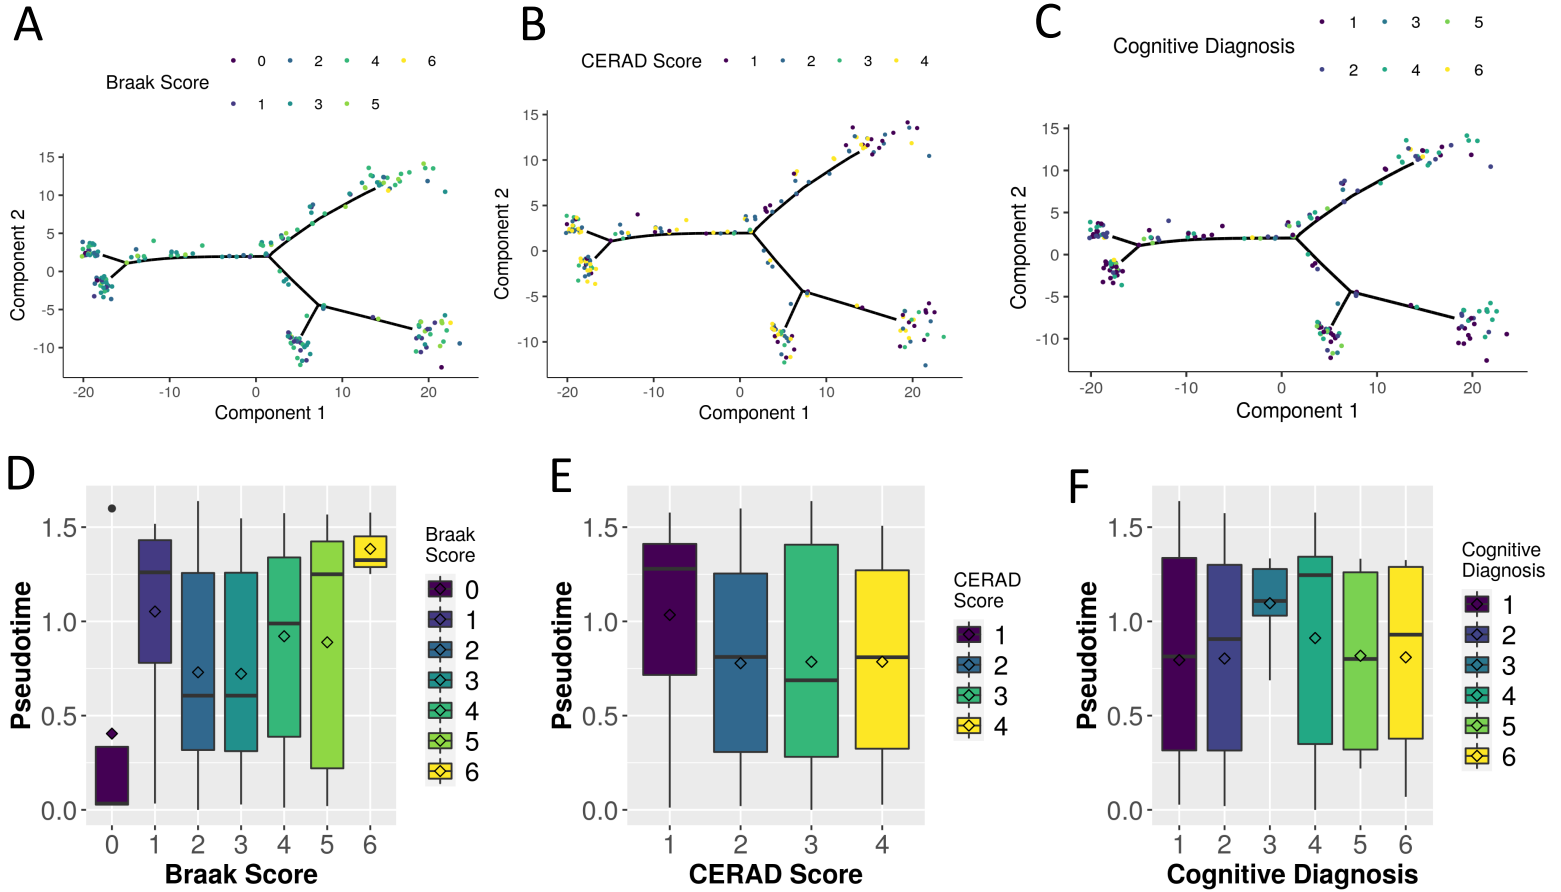 A
Braak Score
0 2 4 6
1 3 5
15
10
5
0
-5
-10
Component 2
-20 -10 0 10 20
Component 1
B
CERAD Score 1 2 3 4
15
10
5
0
-5
-10
Component 2
-20 -10 0 10 20
Component 1
C
Cognitive Diagnosis
1 3 5
2 4 6
15
10
5
0
-5
-10
Component 2
-20 -10 0 10 20
Component 1
D
1.5
1.0
0.5
0.0
Pseudotime
0 1 2 3 4 5 6
Braak Score
Braak
Score
0
1
2
3
4
5
6
E
1.5
1.0
0.5
0.0
Pseudotime
1 2 3 4
CERAD Score
CERAD
Score
1
2
3
4
F
1.5
1.0
0.5
0.0
Pseudotime
1 2 3 4 5 6
Cognitive Diagnosis
Cognitive
Diagnosis
1
2
3
4
5
6